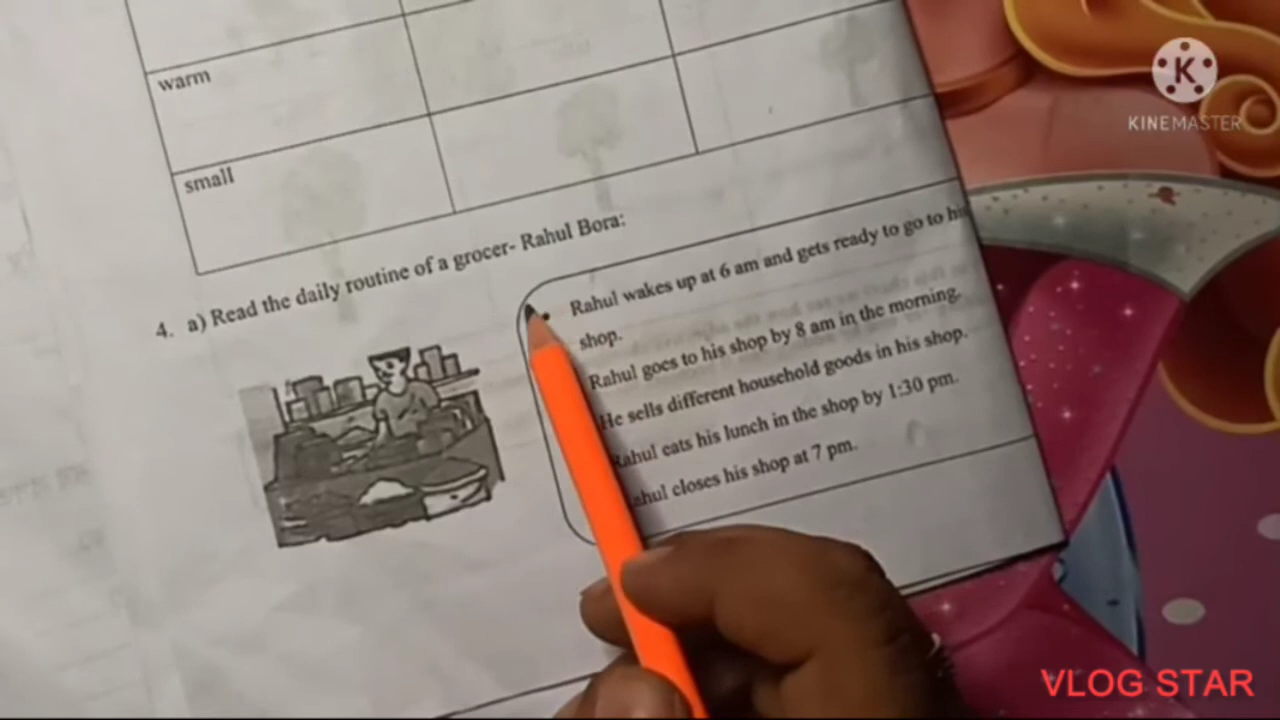 warm
small
4. a) Read the daily routine of a grocer- Rahul Bora:
• Rahul wakes up at 6 am and gets ready to go to his
shop.
Rahul goes to his shop by 8 am in the morning.
He sells different household goods in his shop.
Rahul eats his lunch in the shop by 1:30 pm.
Rahul closes his shop at 7 pm.
KINEMASTER
VLOG STAR